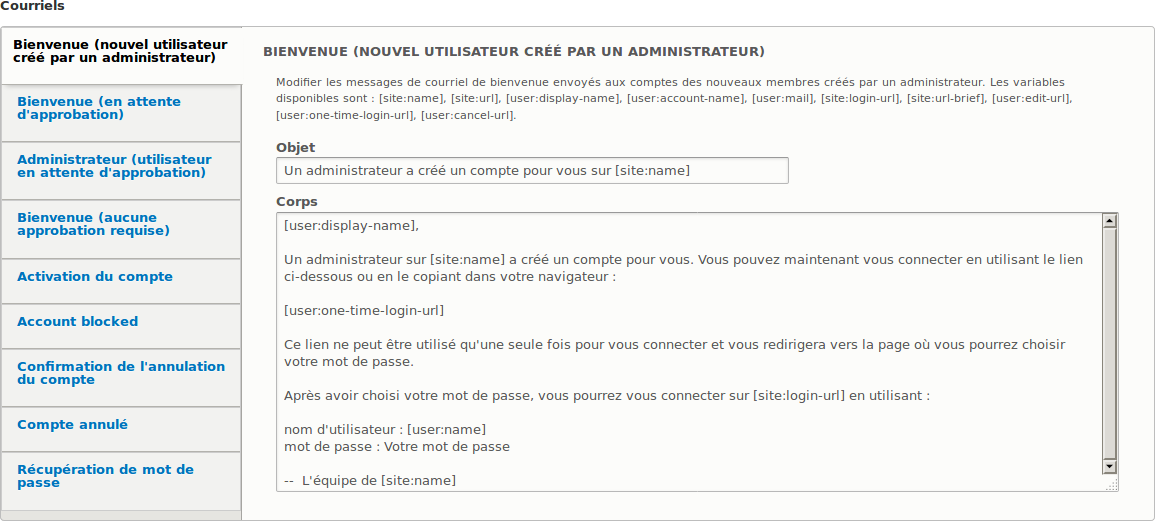 Courriels
Bienvenue (nouvel utilisateur
créé par un administrateur)
Bienvenue (en attente
d'approbation)
Administrateur (utilisateur
en attente d'approbation)
Bienvenue (aucune
approbation requise)
Activation du compte
Account blocked
Confirmation de l'annulation
du compte
Compte annulé
Récupération de mot de
passe
BIENVENUE (NOUVEL UTILISATEUR CRÉÉ PAR UN ADMINISTRATEUR)
Modifier les messages de courriel de bienvenue envoyés aux comptes des nouveaux membres créés par un administrateur. Les variables
disponibles sont : [site:name], [site:url], [user:display-name], [user:account-name], [user:mail], [site:login-url], [site:url-brief], [user:edit-url],
[user:one-time-login-url], [user:cancel-url].
Objet
Un administrateur a créé un compte pour vous sur [site:name]
Corps
[user:display-name],
Un administrateur sur [site:name] a créé un compte pour vous. Vous pouvez maintenant vous connecter en utilisant le lien
ci-dessous ou en le copiant dans votre navigateur :
[user:one-time-login-url]
Ce lien ne peut être utilisé qu'une seule fois pour vous connecter et vous redirigera vers la page où vous pourrez choisir
votre mot de passe.
Après avoir choisi votre mot de passe, vous pourrez vous connecter sur [site:login-url] en utilisant :
nom d'utilisateur : [user:name]
mot de passe : Votre mot de passe
--  L'équipe de [site:name]